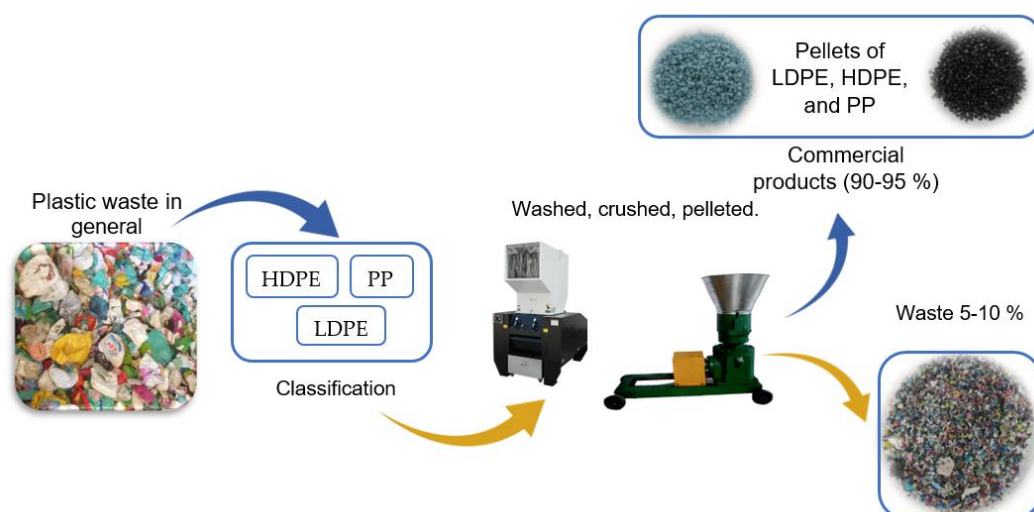 Plastic waste in
general
HDPE
PP
LDPE
Classification
Washed, crushed, pelleted.
Pellets of
LDPE, HDPE,
and PP
Commercial
products (90-95 %)
Waste 5-10 %